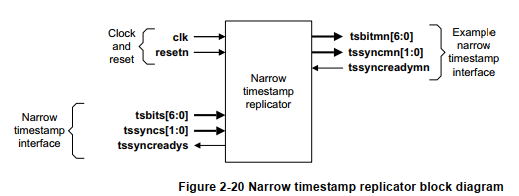 Clock
and
reset
clk
resetn
Narrow
timestamp
interface
tsbits[6:0]
tssyncs[1:0]
tssyncreadys
Narrow
timestamp
replicator
tsbitmn[6:0]
tssyncmn[1:0]
tssyncreadymn
Example
narrow
timestamp
interface
Figure 2-20 Narrow timestamp replicator block diagram